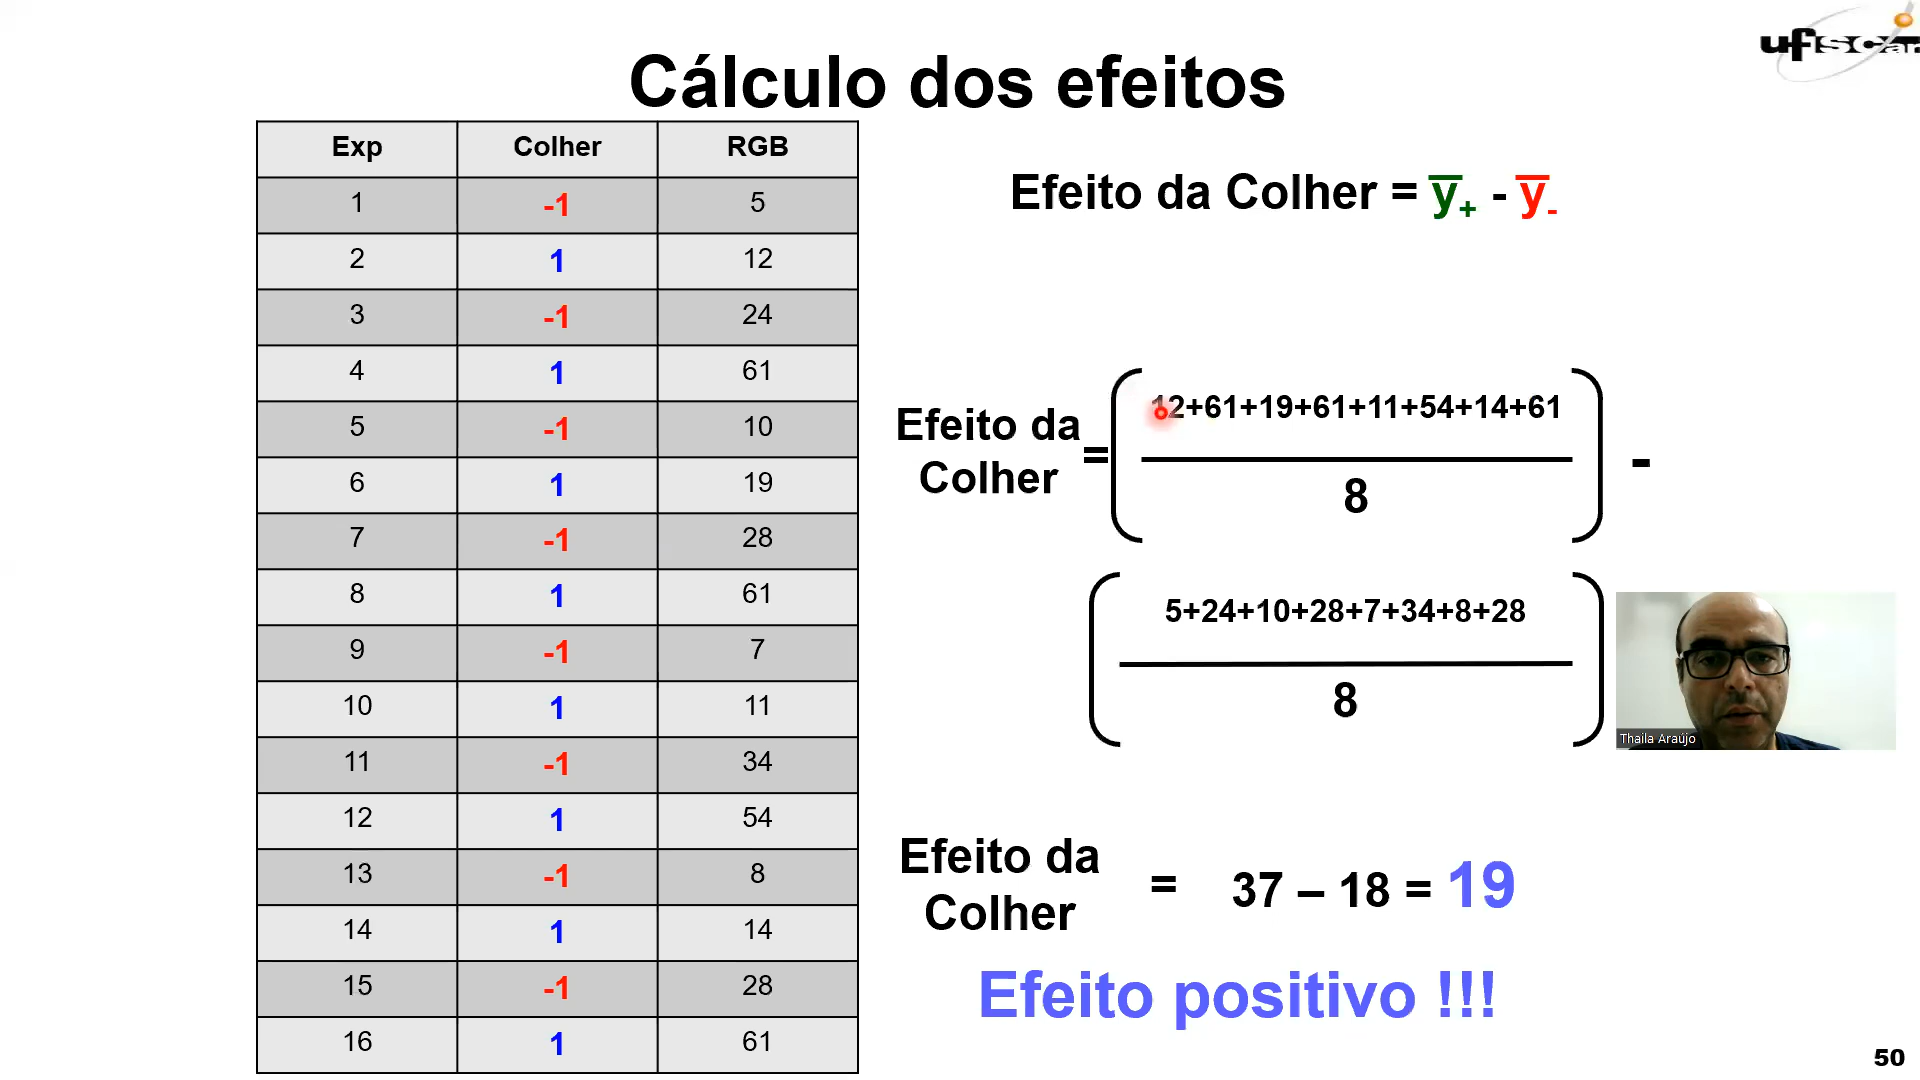 ufscar
Cálculo dos efeitos
Exp Colher RGB
1 -1 5
2 1 12
3 -1 24
4 1 61
5 -1 10
6 1 19
7 -1 28
8 1 61
9 -1 7
10 1 11
11 -1 34
12 1 54
13 -1 8
14 1 14
15 -1 28
16 1 61
Efeito da Colher = y̅₊ - y̅₋
Efeito da
Colher
=
12+61+19+61+11+54+14+61
8
-
5+24+10+28+7+34+8+28
8
Thaila Araújo
Efeito da
Colher
= 37 – 18 = 19
Efeito positivo !!!
50